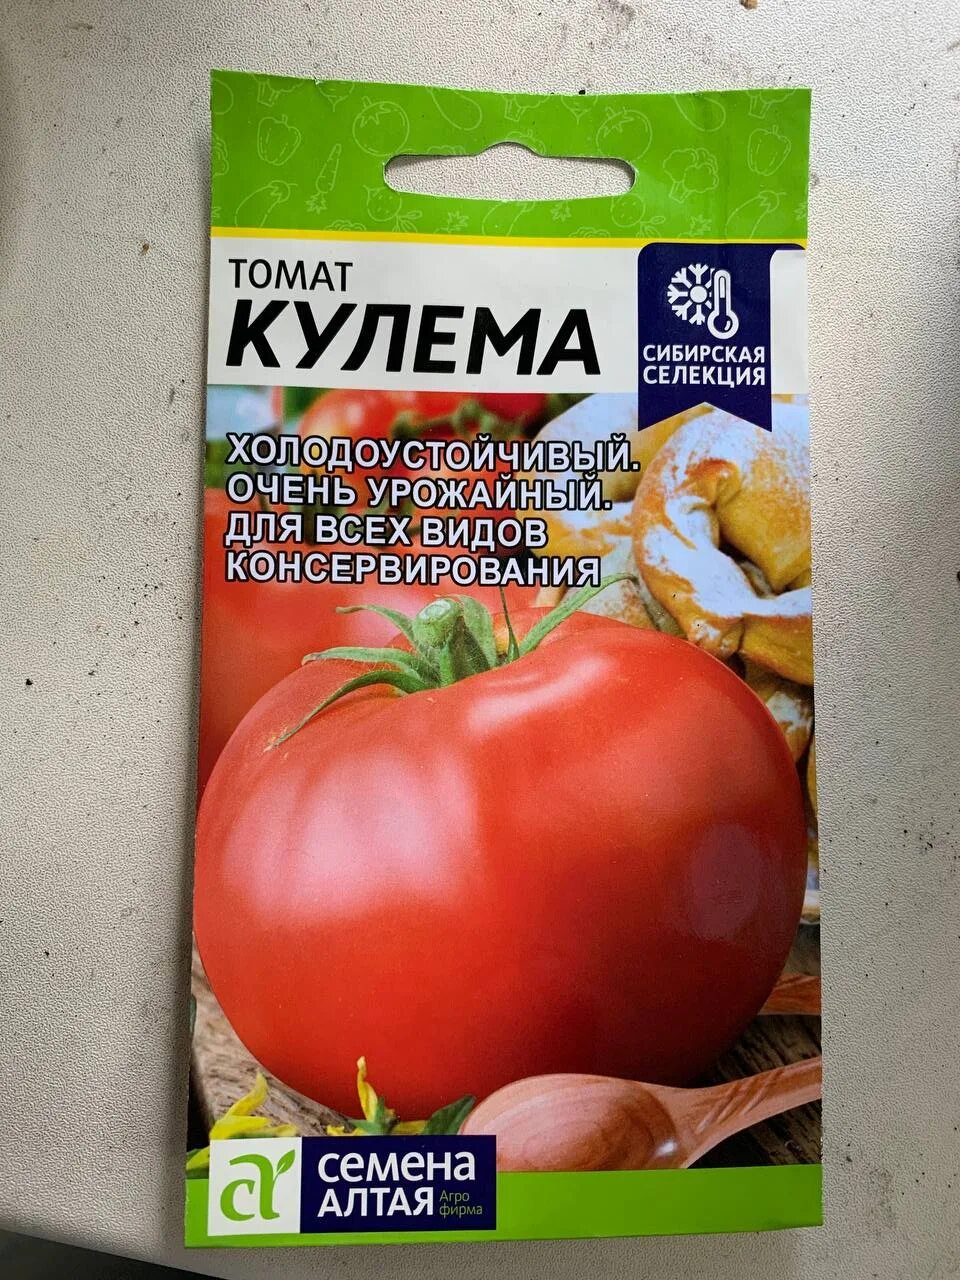 ТОМАТ
КУЛЕМА
СИБИРСКАЯ
СЕЛЕКЦИЯ
ХОЛОДОУСТОЙЧИВЫЙ.
ОЧЕНЬ УРОЖАЙНЫЙ.
ДЛЯ ВСЕХ ВИДОВ
КОНСЕРВИРОВАНИЯ
семена
АЛТАЯ
Агро
фирма